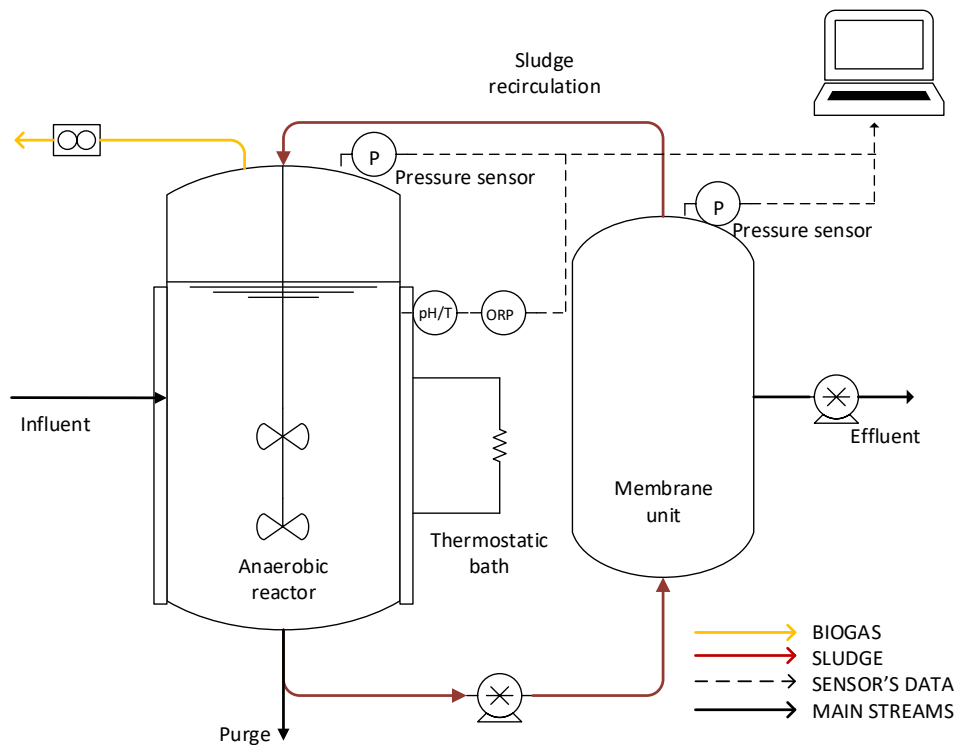 Sludge
recirculation
P
Pressure sensor
P
Pressure sensor
pH/T
ORP
Influent
Effluent
Membrane
unit
Thermostatic
bath
Anaerobic
reactor
BIOGAS
SLUDGE
SENSOR'S DATA
MAIN STREAMS
Purge